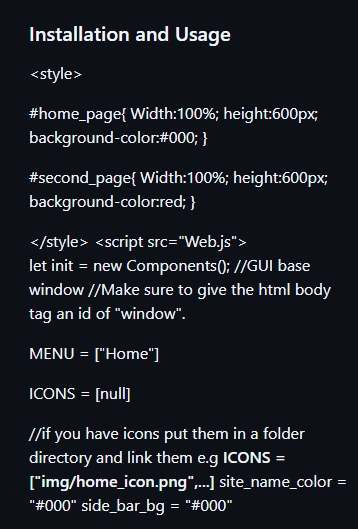 Installation and Usage
<style>
#home_page{ Width:100%; height:600px;
background-color:#000; }
#second_page{ Width:100%; height:600px;
background-color:red; }
</style> <script src="Web.js">
let init = new Components(); //GUI base
window //Make sure to give the html body
tag an id of "window".
MENU = ["Home"]
ICONS = [null]
//if you have icons put them in a folder
directory and link them e.g ICONS =
["img/home_icon.png",...] site_name_color =
"#000" side_bar_bg = "#000"